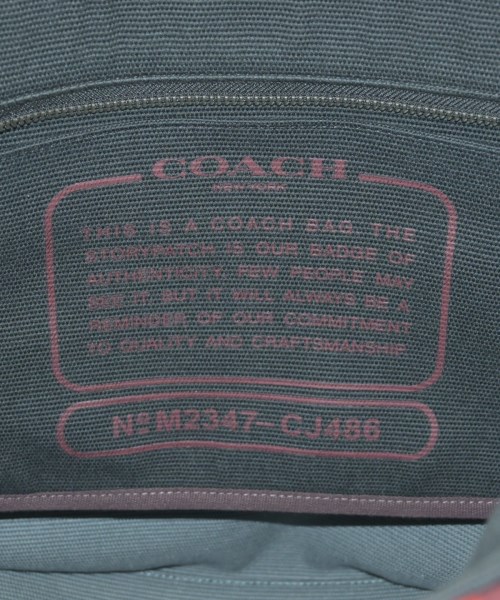 COACH
NEW YORK
THIS IS A COACH BAG. THE
STORYPATCH IS OUR BADGE OF
AUTHENTICITY. FEW PEOPLE MAY
SEE IT, BUT IT WILL ALWAYS BE A
REMINDER OF OUR COMMITMENT
TO QUALITY AND CRAFTSMANSHIP.
Nº M2347-CJ486